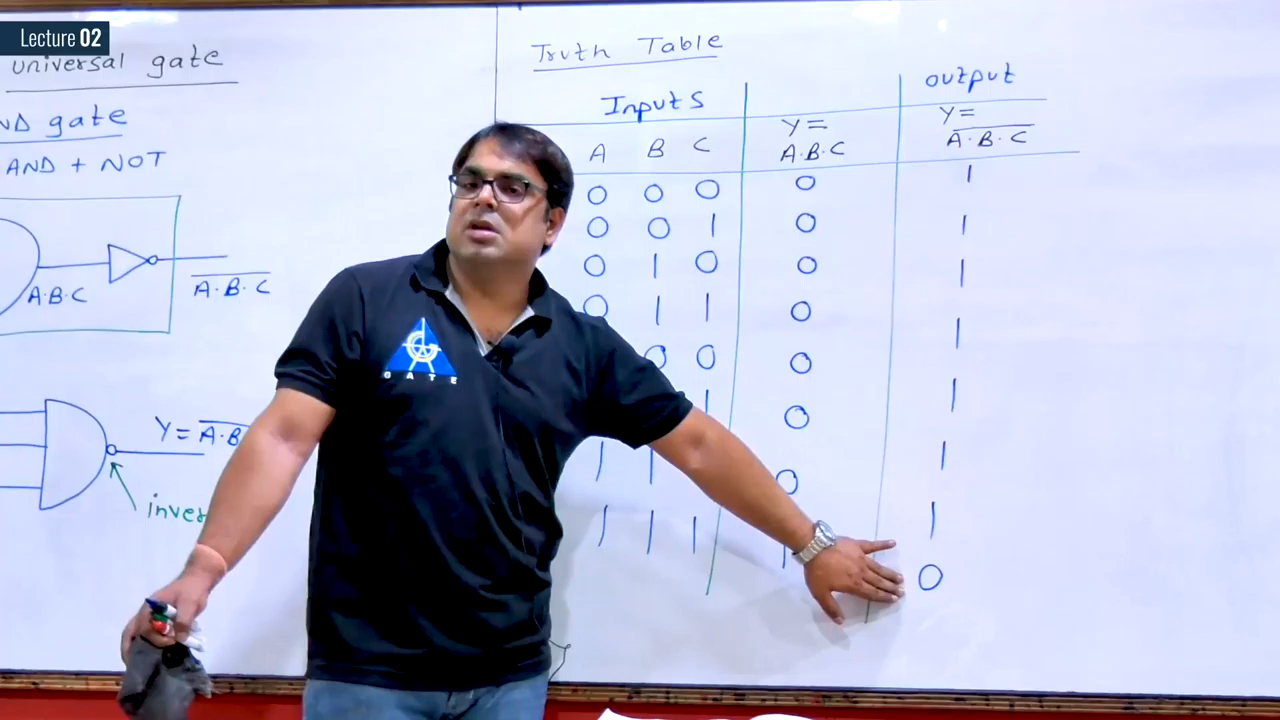 Lecture 02
universal gate
gate
AND + NOT
A.B.C
A.B.C
Y = A.B
Truth Table
Inputs
output
A B C
Y = A.B.C
Y = A.B.C
0 0 0 0 1
0 0 1 0 1
0 1 0 0 1
0 1 1 0 1
0 0 0 1
1 0 1
1 1 0 1
1 1 1 1 0
GATE